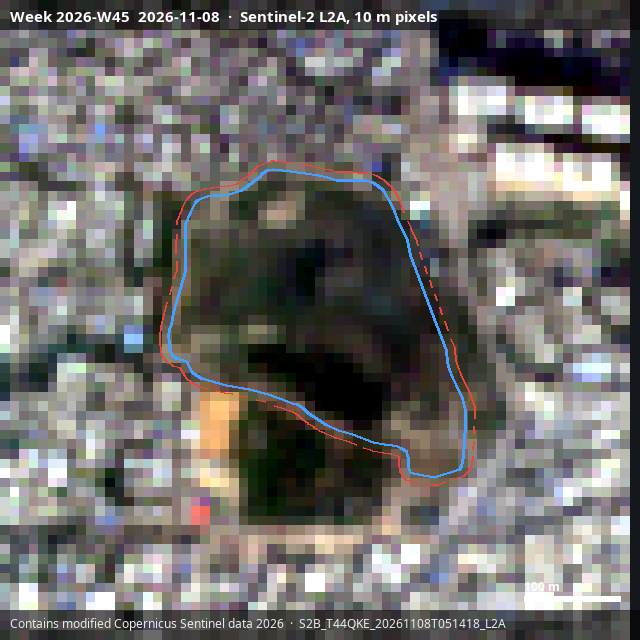 Week 2026-W45  2026-11-08  ·  Sentinel-2 L2A, 10 m pixels
100 m
Contains modified Copernicus Sentinel data 2026  ·  S2B_T44QKE_20261108T051418_L2A